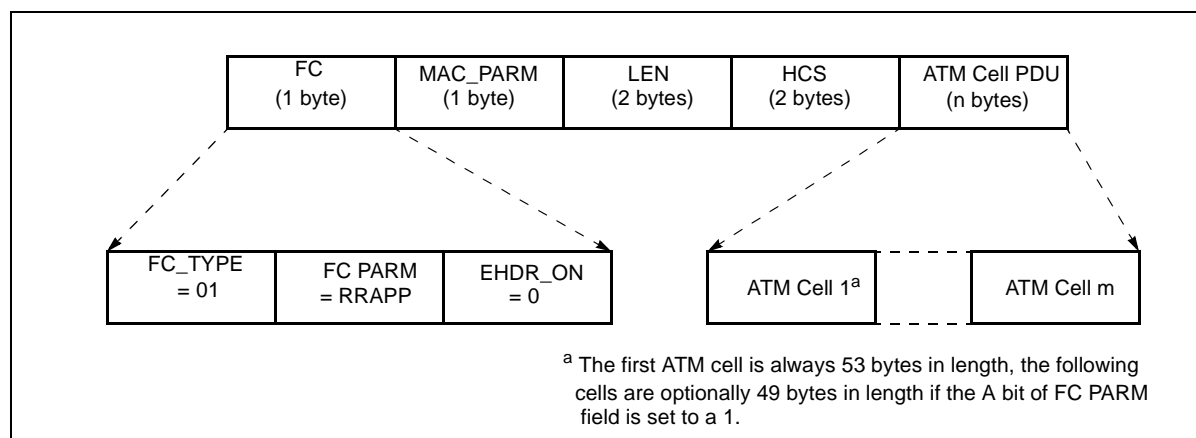 FC
(1 byte)
MAC_PARM
(1 byte)
LEN
(2 bytes)
HCS
(2 bytes)
ATM Cell PDU
(n bytes)
FC_TYPE
= 01
FC PARM
= RRAPP
EHDR_ON
= 0
ATM Cell 1a
ATM Cell m
a The first ATM cell is always 53 bytes in length, the following
cells are optionally 49 bytes in length if the A bit of FC PARM
field is set to a 1.